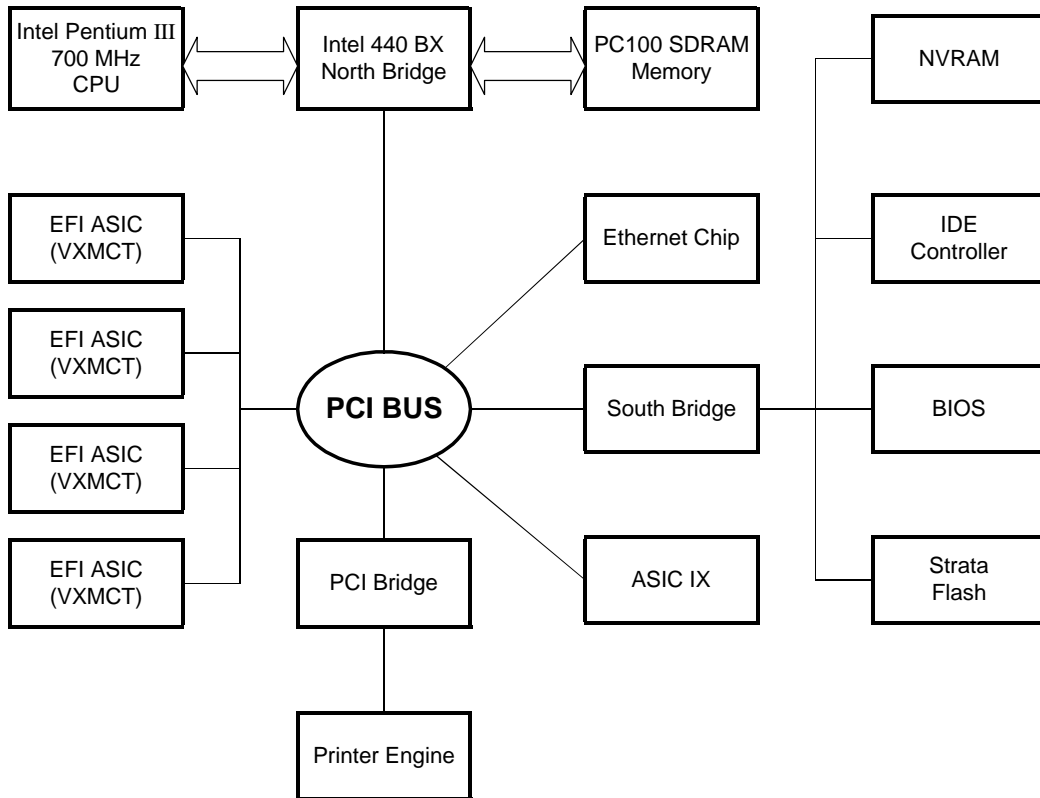 Intel Pentium III
700 MHz
CPU
Intel 440 BX
North Bridge
PC100 SDRAM
Memory
NVRAM
EFI ASIC
(VXMCT)
Ethernet Chip
IDE
Controller
EFI ASIC
(VXMCT)
PCI BUS
South Bridge
BIOS
EFI ASIC
(VXMCT)
EFI ASIC
(VXMCT)
PCI Bridge
ASIC IX
Strata
Flash
Printer Engine